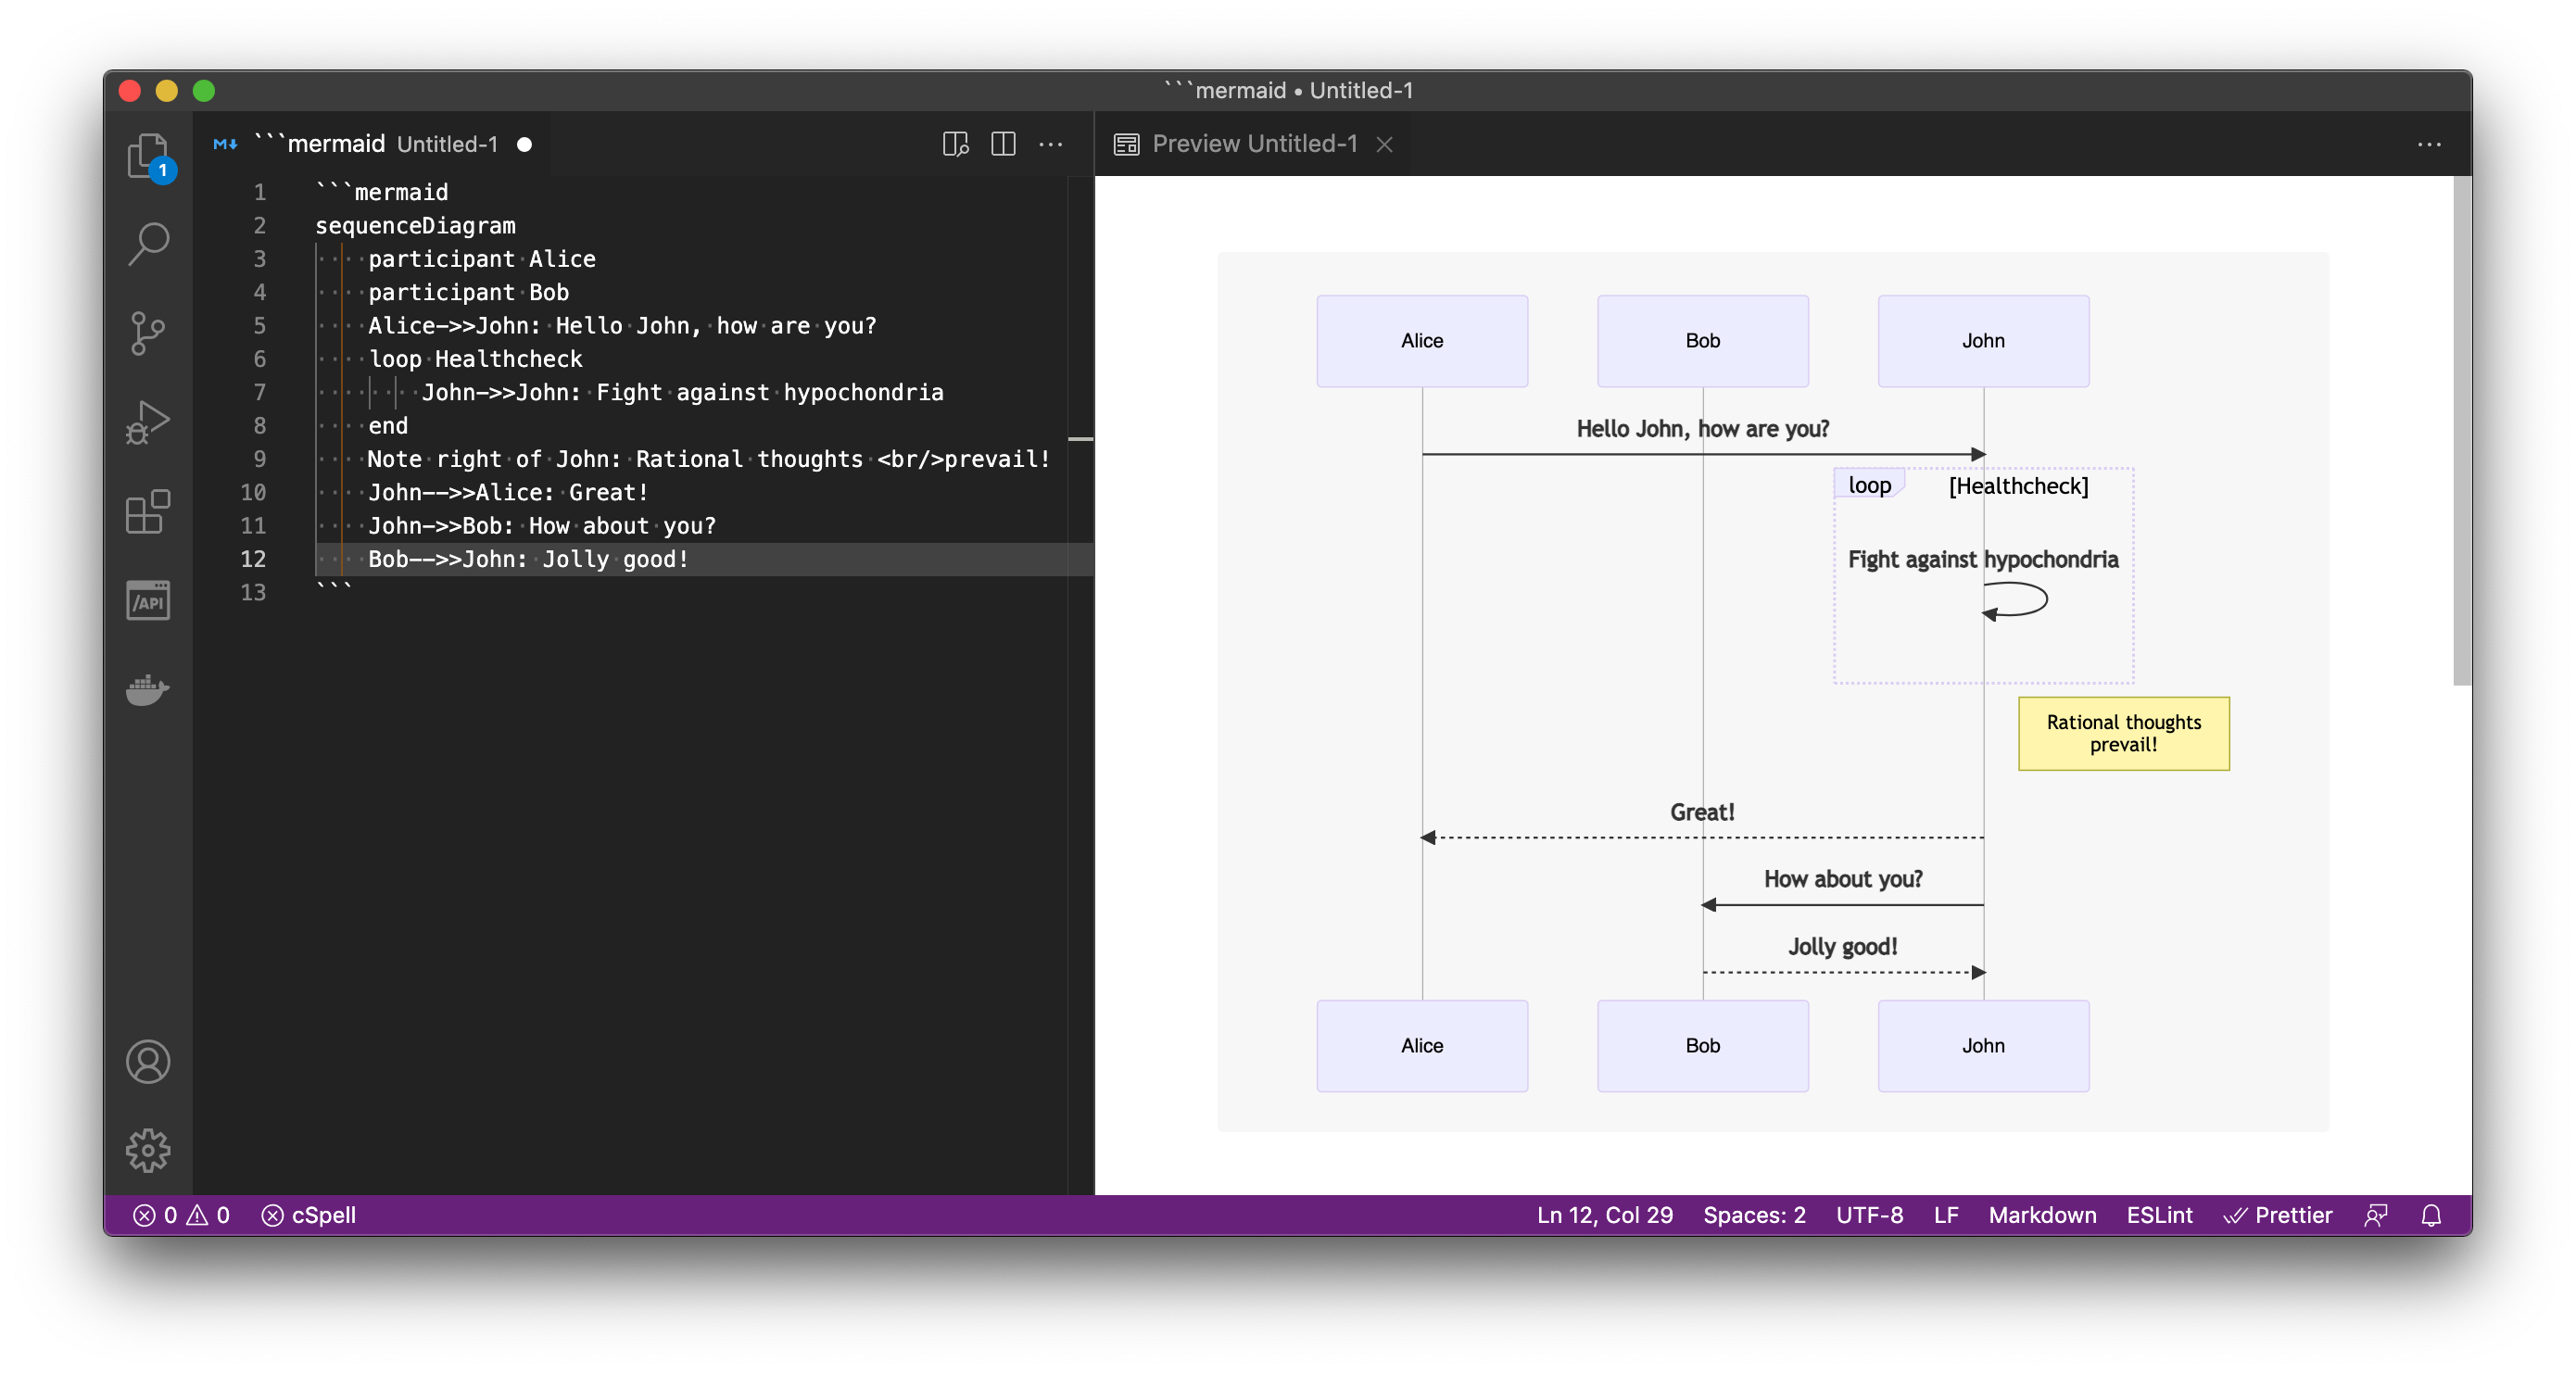 ```mermaid • Untitled-1
```mermaid Untitled-1
Preview Untitled-1
1
/API
1 ```mermaid
2 sequenceDiagram
3 participant Alice
4 participant Bob
5 Alice->>John: Hello John, how are you?
6 loop Healthcheck
7 John->>John: Fight against hypochondria
8 end
9 Note right of John: Rational thoughts <br/>prevail!
10 John-->>Alice: Great!
11 John->>Bob: How about you?
12 Bob-->>John: Jolly good!
13 ```
Alice Bob John
Hello John, how are you?
loop [Healthcheck]
Fight against hypochondria
Rational thoughts
prevail!
Great!
How about you?
Jolly good!
Alice Bob John
0 0 cSpell Ln 12, Col 29 Spaces: 2 UTF-8 LF Markdown ESLint Prettier